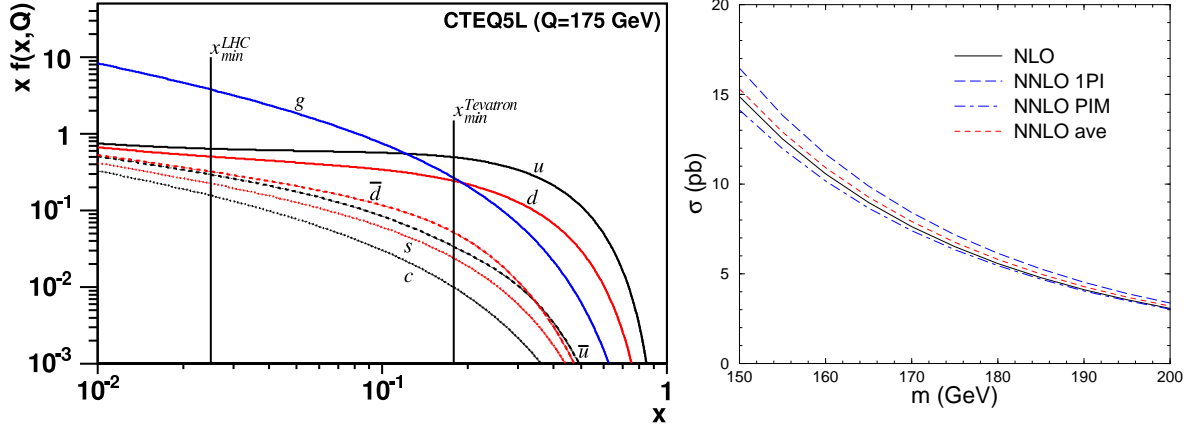 CTEQ5L (Q=175 GeV)
x f(x,Q)
10
1
10⁻¹
10⁻²
10⁻³
x_min^LHC
x_min^Tevatron
g
u
d
d̅
s
c
u̅
10⁻²
10⁻¹
1
x
20
15
10
5
0
σ (pb)
NLO
NNLO 1PI
NNLO PIM
NNLO ave
150
160
170
180
190
200
m (GeV)